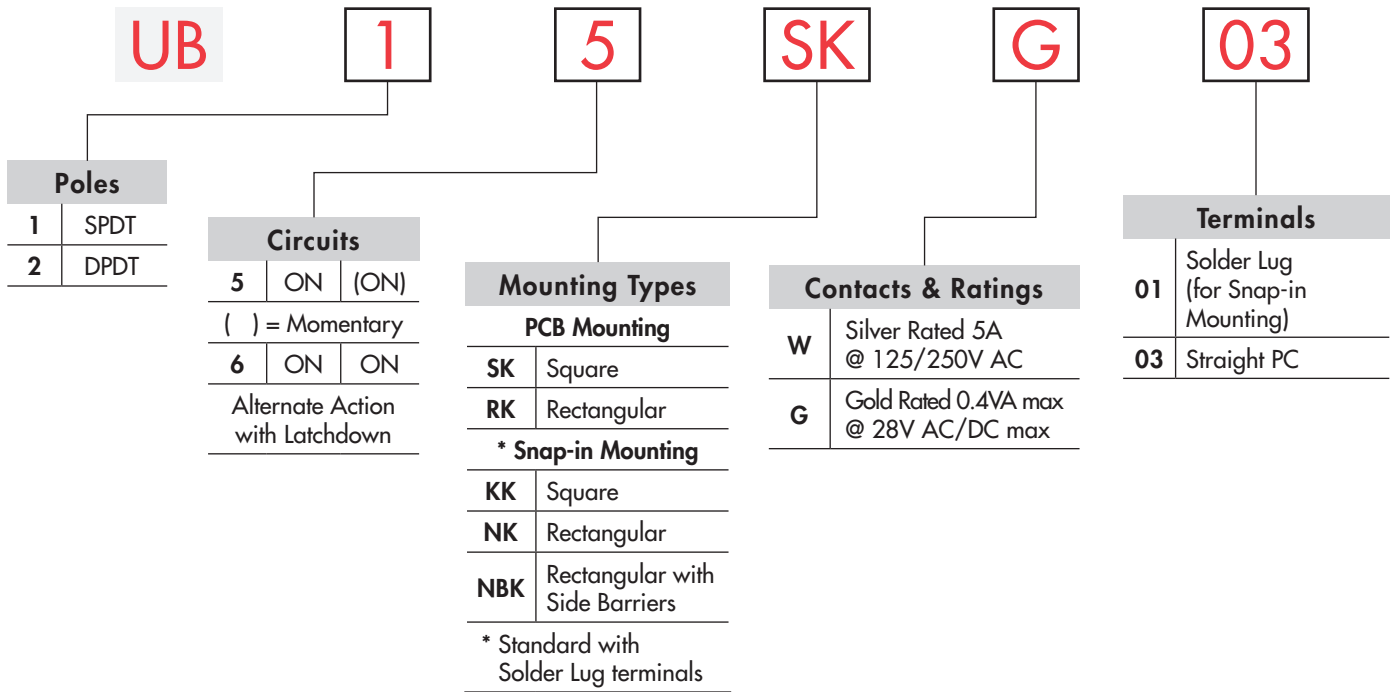 UB 1 5 SK G 03
Poles
1 SPDT
2 DPDT
Circuits
5 ON (ON)
( ) = Momentary
6 ON ON
Alternate Action
with Latchdown
Mounting Types
PCB Mounting
SK Square
RK Rectangular
* Snap-in Mounting
KK Square
NK Rectangular
NBK Rectangular with
Side Barriers
* Standard with
Solder Lug terminals
Contacts & Ratings
W Silver Rated 5A
@ 125/250V AC
G Gold Rated 0.4VA max
@ 28V AC/DC max
Terminals
01 Solder Lug
(for Snap-in
Mounting)
03 Straight PC